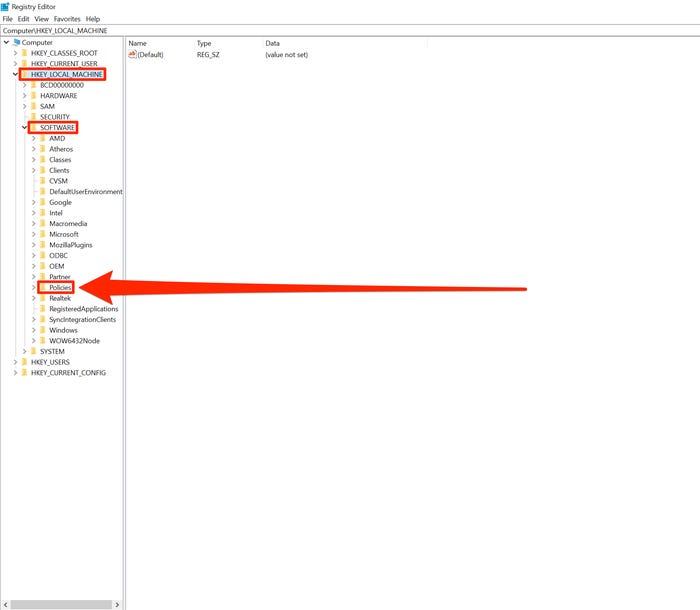 Registry Editor
File Edit View Favorites Help
Computer\HKEY_LOCAL_MACHINE
Computer
HKEY_CLASSES_ROOT
HKEY_CURRENT_USER
HKEY_LOCAL_MACHINE
BCD00000000
HARDWARE
SAM
SECURITY
SOFTWARE
AMD
Atheros
Classes
Clients
CVSM
DefaultUserEnvironment
Google
Intel
Macromedia
Microsoft
MozillaPlugins
ODBC
OEM
Partner
Policies
Realtek
RegisteredApplications
SyncIntegrationClients
Windows
WOW6432Node
SYSTEM
HKEY_USERS
HKEY_CURRENT_CONFIG
Name Type Data
(Default) REG_SZ (value not set)